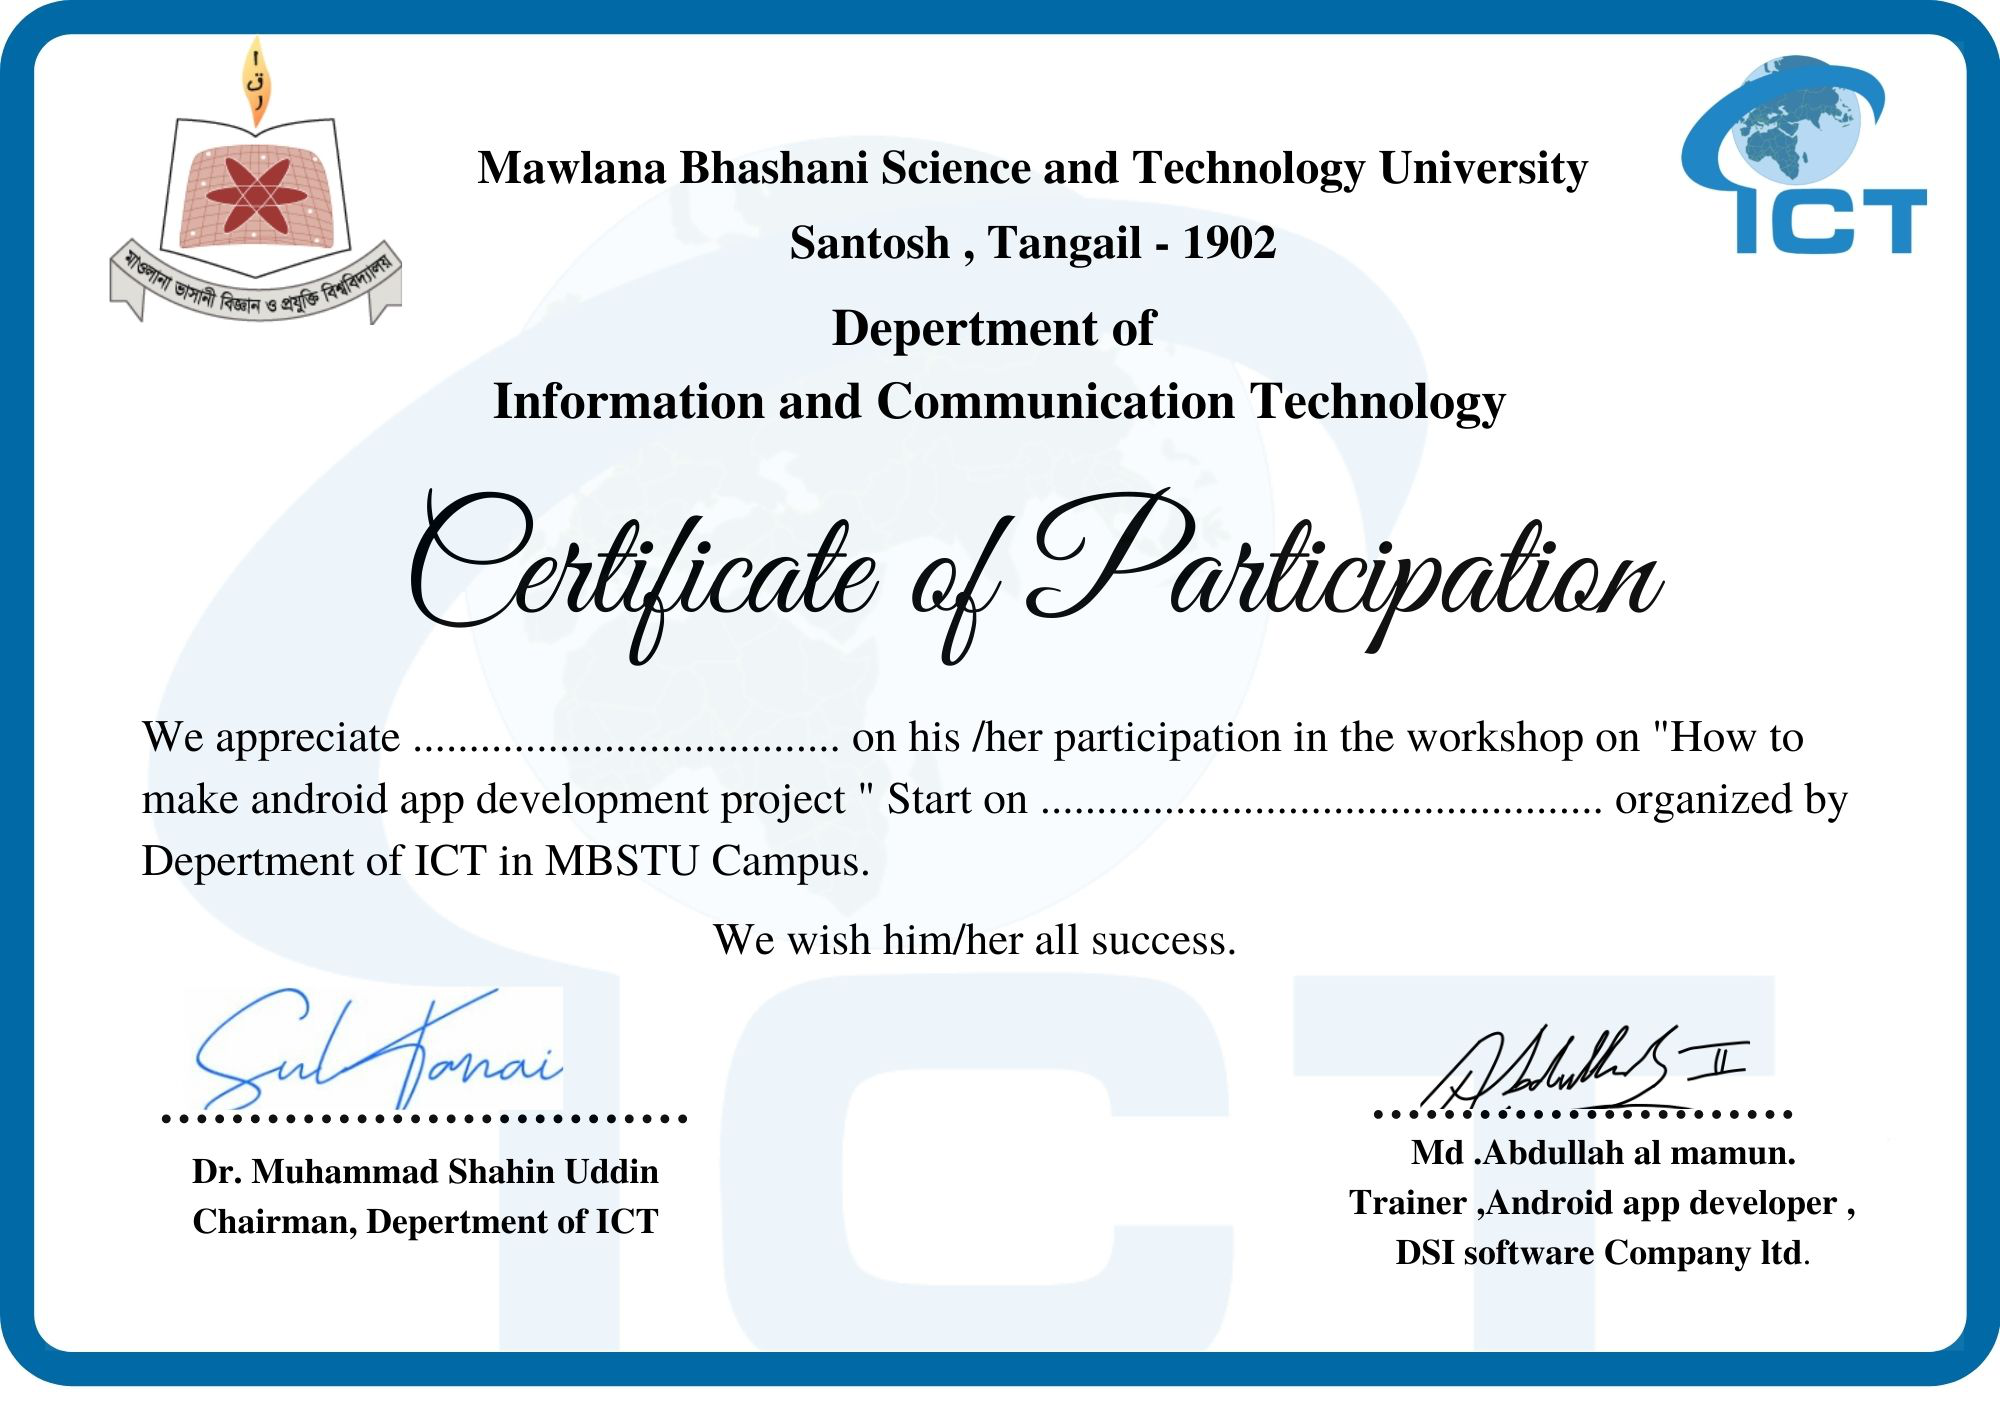 ا
ق
ر
মাওলানা ভাসানী বিজ্ঞান ও প্রযুক্তি বিশ্ববিদ্যালয়
ICT
Mawlana Bhashani Science and Technology University
Santosh , Tangail - 1902
Depertment of
Information and Communication Technology
Certificate of Participation
We appreciate ...................................... on his /her participation in the workshop on "How to
make android app development project " Start on .................................................. organized by
Depertment of ICT in MBSTU Campus.
We wish him/her all success.
Dr. Muhammad Shahin Uddin
Chairman, Depertment of ICT
Md .Abdullah al mamun.
Trainer ,Android app developer ,
DSI software Company ltd.
ICT